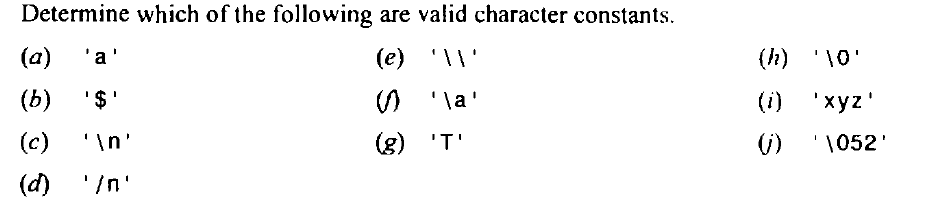 Determine which of the following are valid character constants.
(a) 'a' (e) '\\' (h) '\0'
(b) '$' (f) '\a' (i) 'xyz'
(c) '\n' (g) 'T' (j) '\052'
(d) '/n'